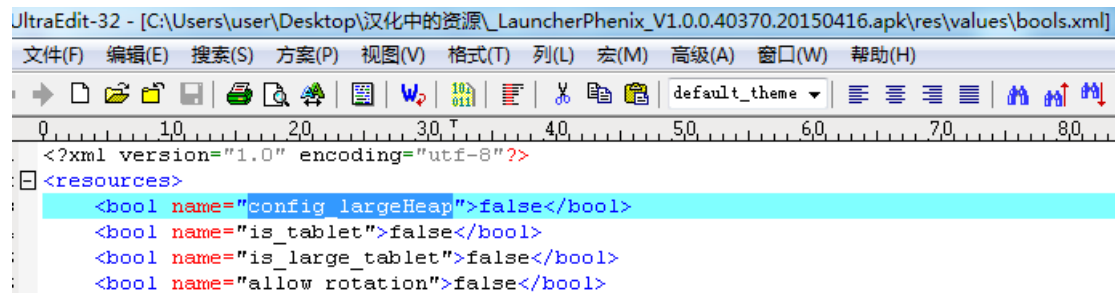 UltraEdit-32 - [C:\Users\user\Desktop\汉化中的资源\_LauncherPhenix_V1.0.0.40370.20150416.apk\res\values\bools.xml]
文件(F) 编辑(E) 搜索(S) 方案(P) 视图(V) 格式(T) 列(L) 宏(M) 高级(A) 窗口(W) 帮助(H)
default_theme
0 10 20 30 40 50 60 70 80
<?xml version="1.0" encoding="utf-8"?>
<resources>
<bool name="config_largeHeap">false</bool>
<bool name="is_tablet">false</bool>
<bool name="is_large_tablet">false</bool>
<bool name="allow_rotation">false</bool>